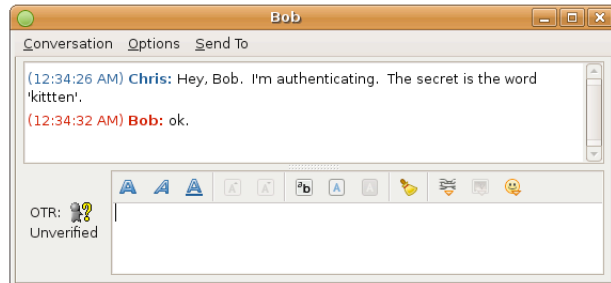 Bob
Conversation Options Send To
(12:34:26 AM) Chris: Hey, Bob. I'm authenticating. The secret is the word
'kittten'.
(12:34:32 AM) Bob: ok.
A A A A A ab A
OTR:
Unverified